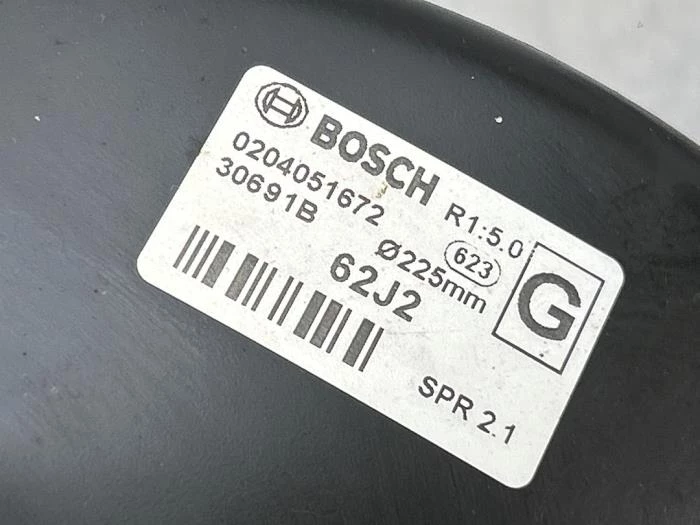 BOSCH
0204051672 R1:5.0
30691B 623
Ø225mm G
62J2
SPR 2.1